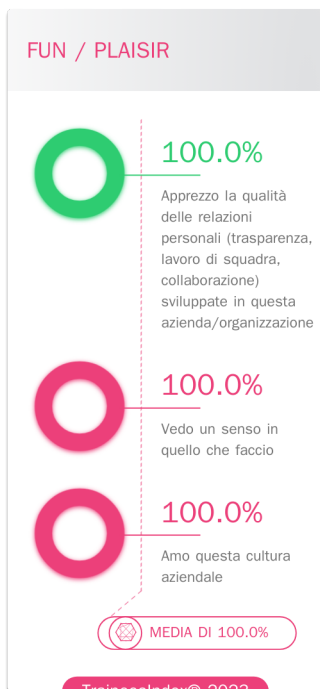 FUN / PLAISIR
100.0%
Apprezzo la qualità
delle relazioni
personali (trasparenza,
lavoro di squadra,
collaborazione)
sviluppate in questa
azienda/organizzazione
100.0%
Vedo un senso in
quello che faccio
100.0%
Amo questa cultura
aziendale
MEDIA DI 100.0%